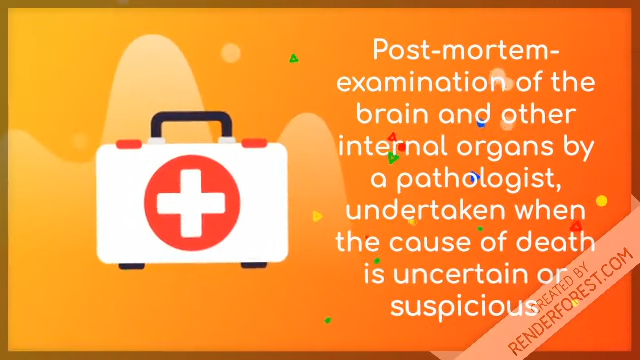 Post-mortem-
examination of the
brain and other
internal organs by
a pathologist,
undertaken when
the cause of death
is uncertain or
suspicious
CREATED BY
RENDERFOREST.COM